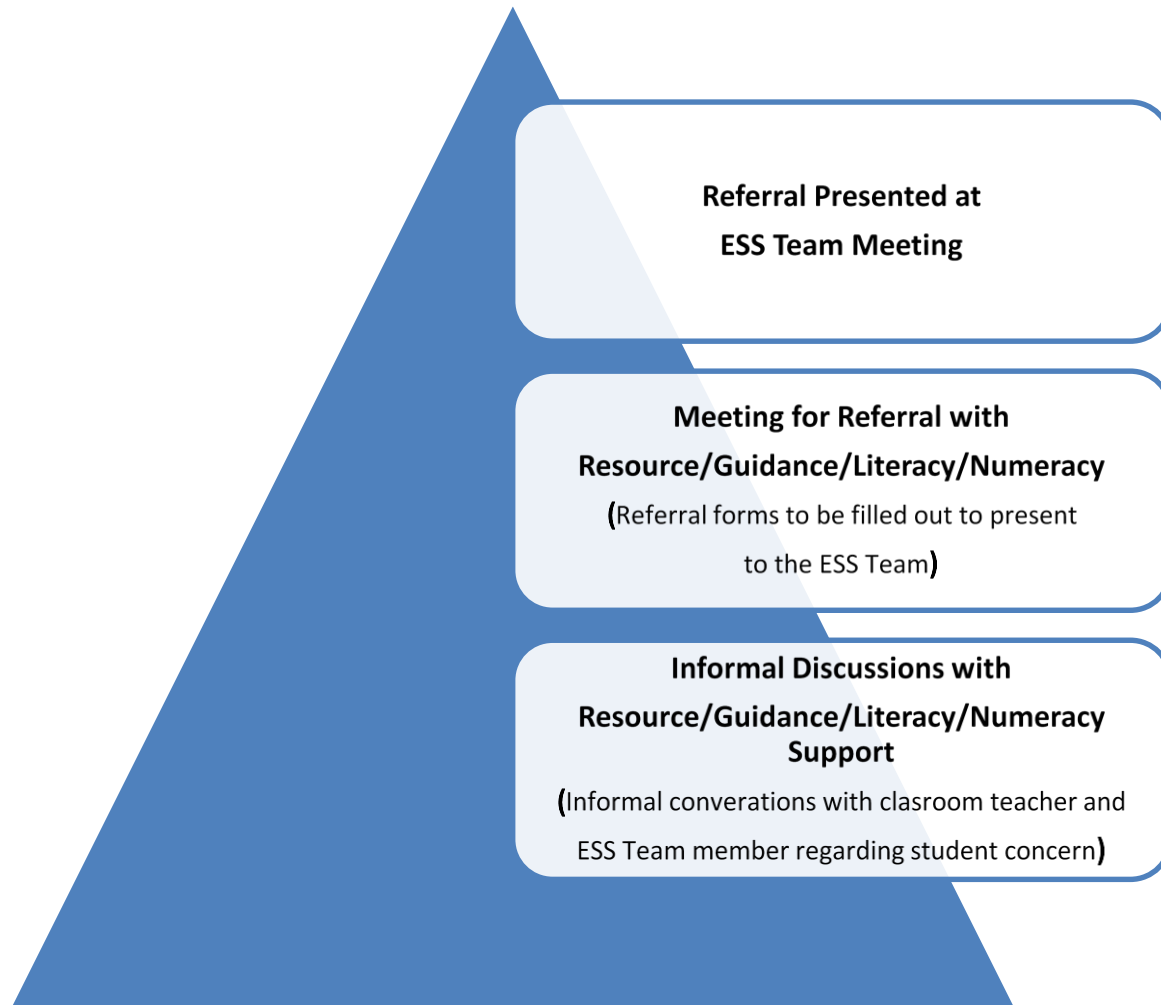 Referral Presented at
ESS Team Meeting
Meeting for Referral with
Resource/Guidance/Literacy/Numeracy
(Referral forms to be filled out to present
to the ESS Team)
Informal Discussions with
Resource/Guidance/Literacy/Numeracy
Support
(Informal converations with clasroom teacher and
ESS Team member regarding student concern)